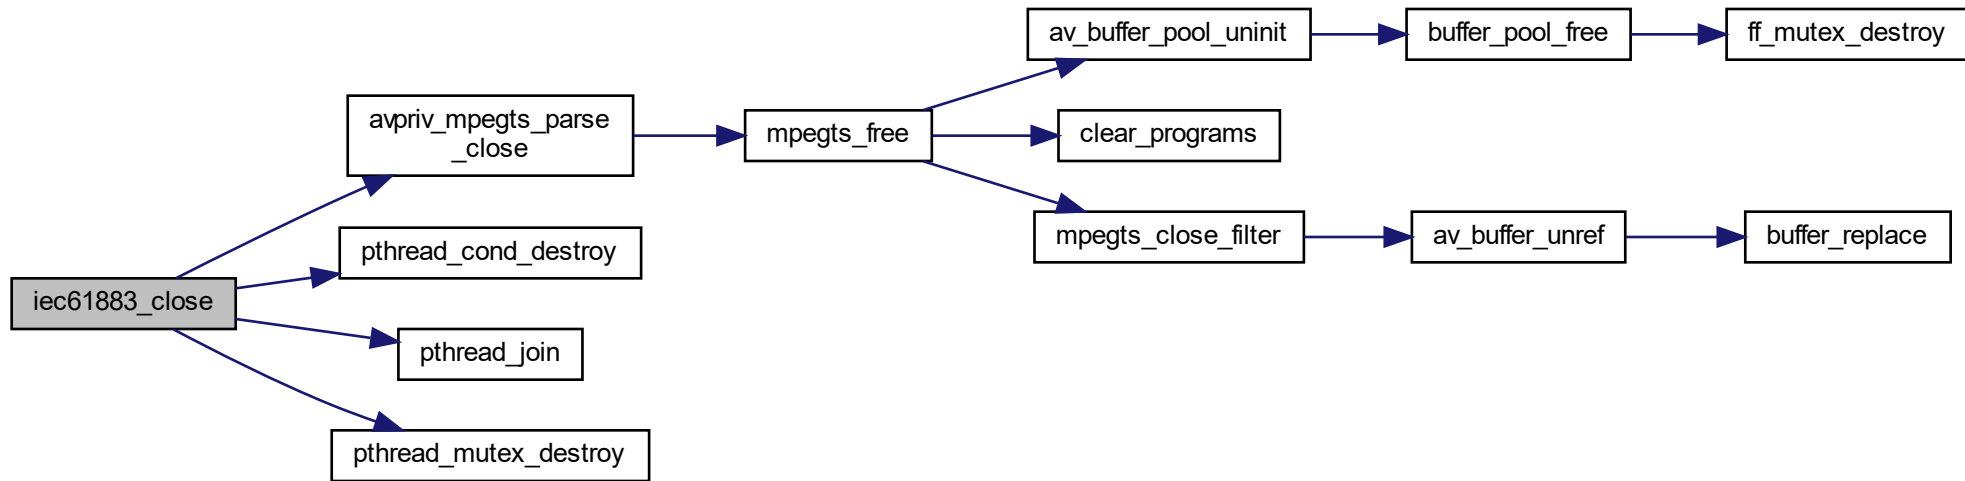 av_buffer_pool_uninit
buffer_pool_free
ff_mutex_destroy
avpriv_mpegts_parse
_close
mpegts_free
clear_programs
mpegts_close_filter
av_buffer_unref
buffer_replace
pthread_cond_destroy
iec61883_close
pthread_join
pthread_mutex_destroy